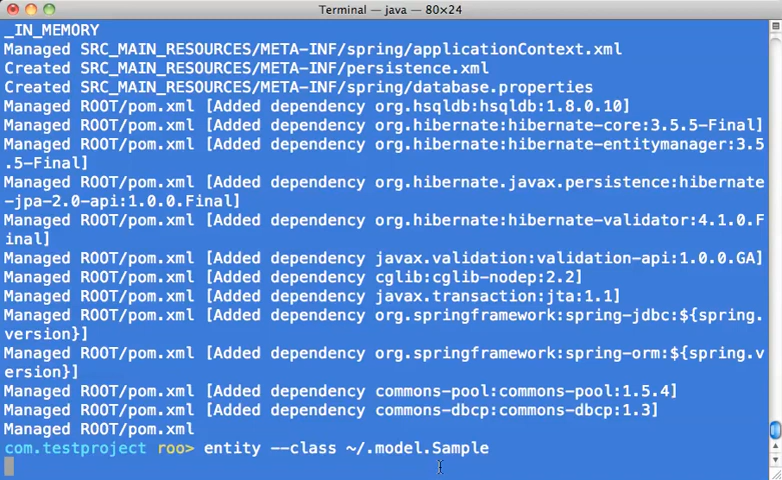 Terminal — java — 80×24
_IN_MEMORY
Managed SRC_MAIN_RESOURCES/META-INF/spring/applicationContext.xml
Created SRC_MAIN_RESOURCES/META-INF/persistence.xml
Created SRC_MAIN_RESOURCES/META-INF/spring/database.properties
Managed ROOT/pom.xml [Added dependency org.hsqldb:hsqldb:1.8.0.10]
Managed ROOT/pom.xml [Added dependency org.hibernate:hibernate-core:3.5.5-Final]
Managed ROOT/pom.xml [Added dependency org.hibernate:hibernate-entitymanager:3.5
.5-Final]
Managed ROOT/pom.xml [Added dependency org.hibernate.javax.persistence:hibernate
-jpa-2.0-api:1.0.0.Final]
Managed ROOT/pom.xml [Added dependency org.hibernate:hibernate-validator:4.1.0.F
inal]
Managed ROOT/pom.xml [Added dependency javax.validation:validation-api:1.0.0.GA]
Managed ROOT/pom.xml [Added dependency cglib:cglib-nodep:2.2]
Managed ROOT/pom.xml [Added dependency javax.transaction:jta:1.1]
Managed ROOT/pom.xml [Added dependency org.springframework:spring-jdbc:${spring.
version}]
Managed ROOT/pom.xml [Added dependency org.springframework:spring-orm:${spring.v
ersion}]
Managed ROOT/pom.xml [Added dependency commons-pool:commons-pool:1.5.4]
Managed ROOT/pom.xml [Added dependency commons-dbcp:commons-dbcp:1.3]
Managed ROOT/pom.xml
com.testproject roo> entity --class ~/.model.Sample